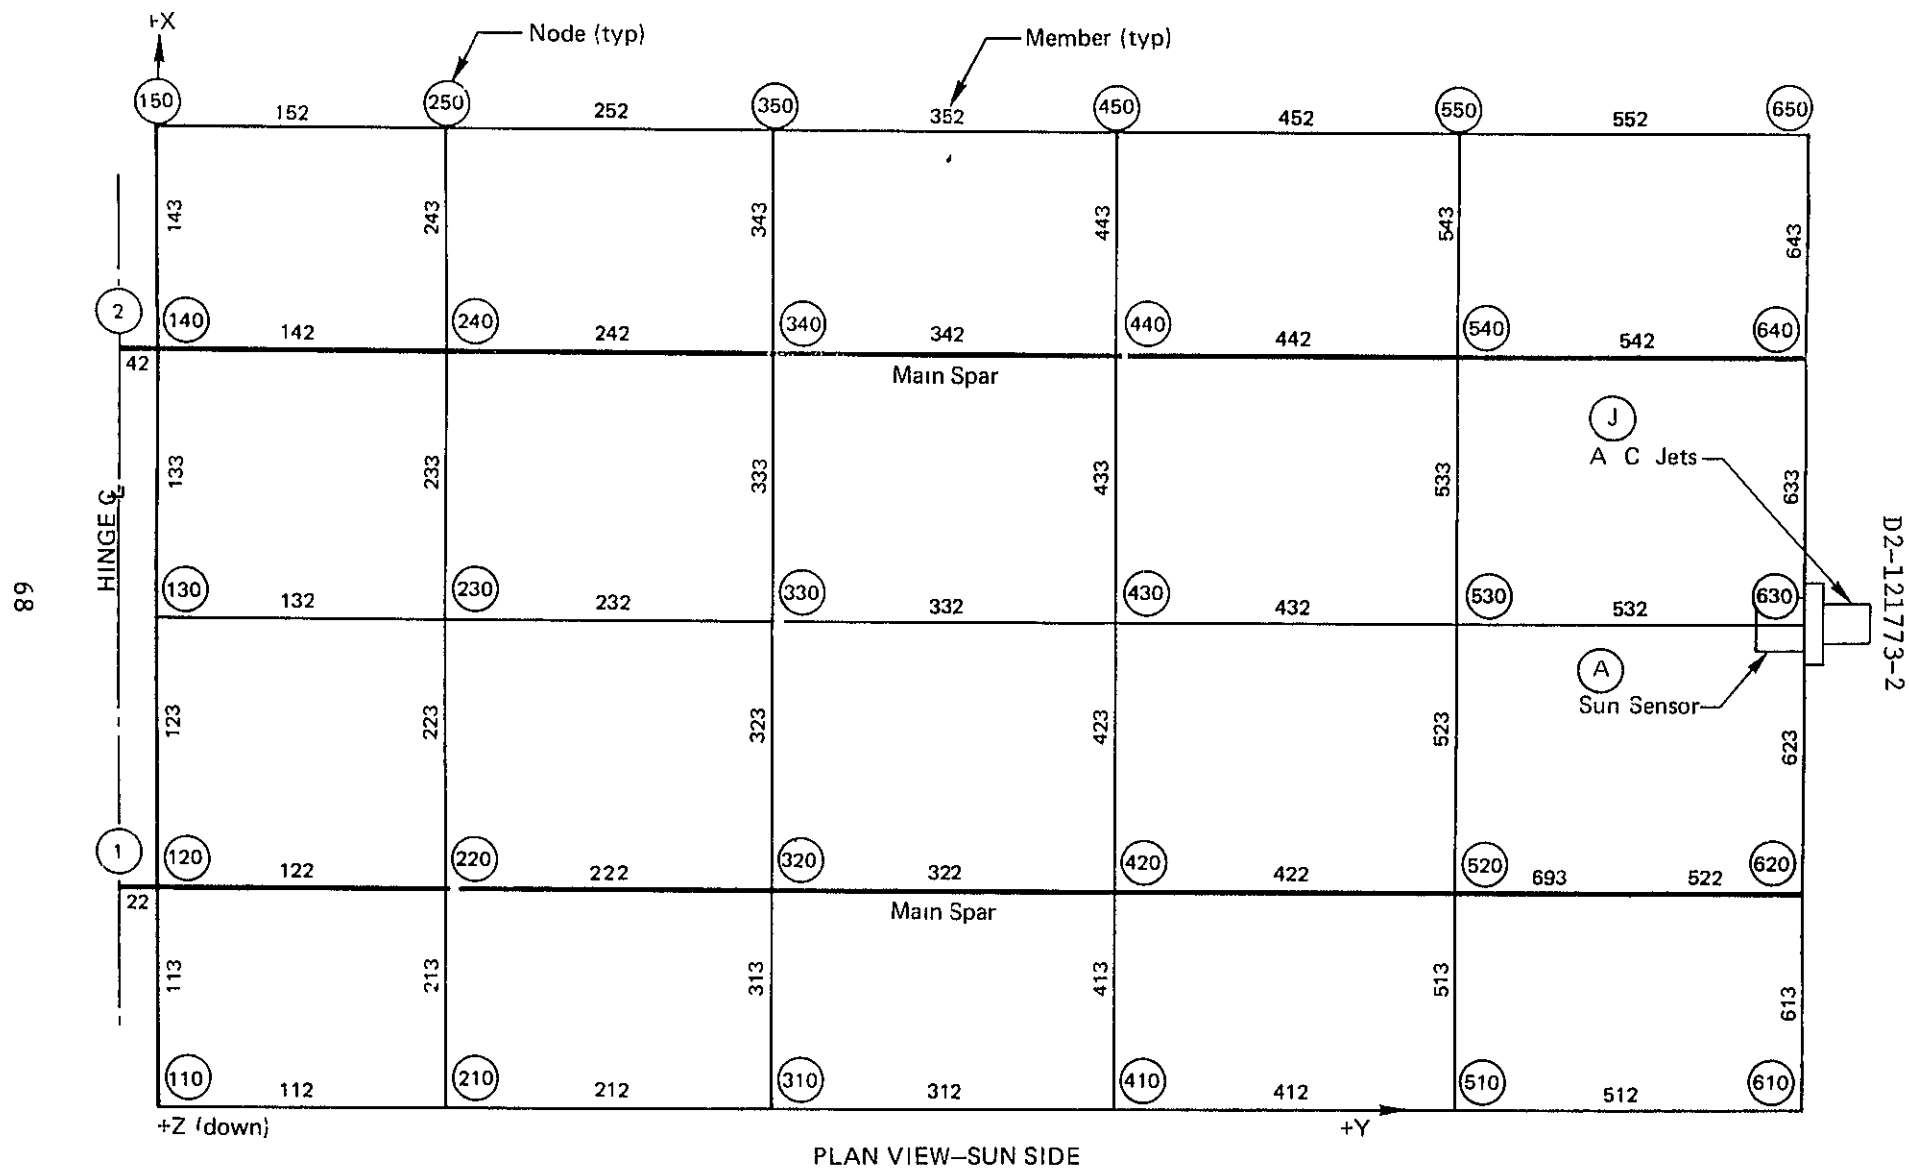 +X
Node (typ)
Member (typ)
150 152 250 252 350 352 450 452 550 552 650
143 243 343 443 543 643
2
140 142 240 242 340 342 440 442 540 542 640
42
Main Spar
J
A C Jets
133 233 333 433 533 633
HINGE ℄
130 132 230 232 330 332 430 432 530 532 630
A
Sun Sensor
123 223 323 423 523 623
1
120 122 220 222 320 322 420 422 520 693 522 620
22
Main Spar
113 213 313 413 513 613
110 112 210 212 310 312 410 412 510 512 610
+Z (down)
+Y
PLAN VIEW—SUN SIDE
89
D2-121773-2